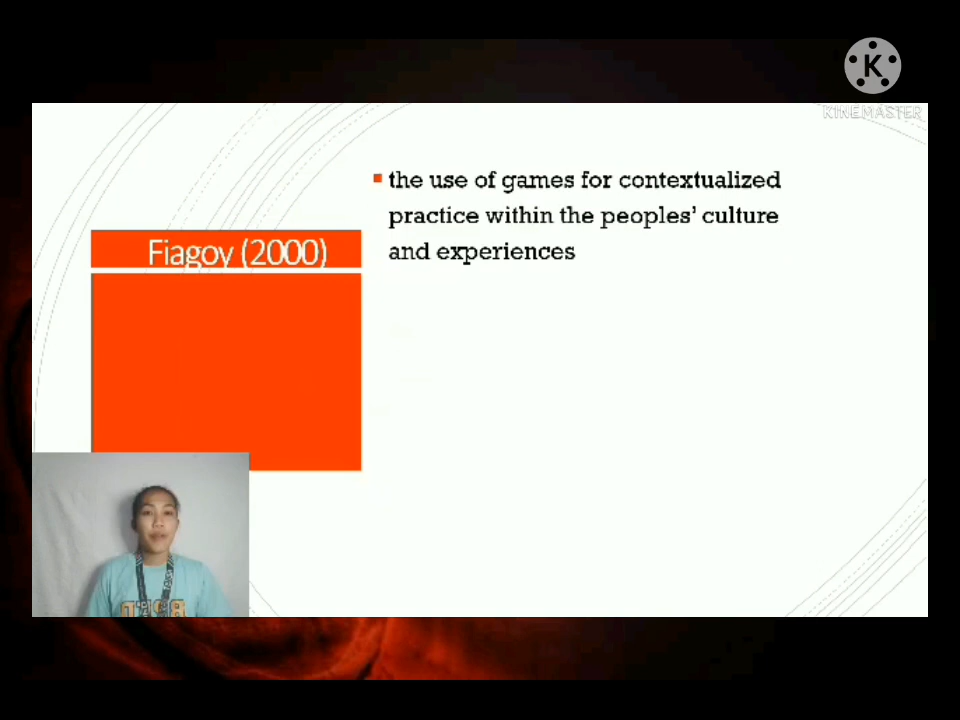 K
KINEMASTER
the use of games for contextualized
practice within the peoples’ culture
and experiences
Fiagoy (2000)